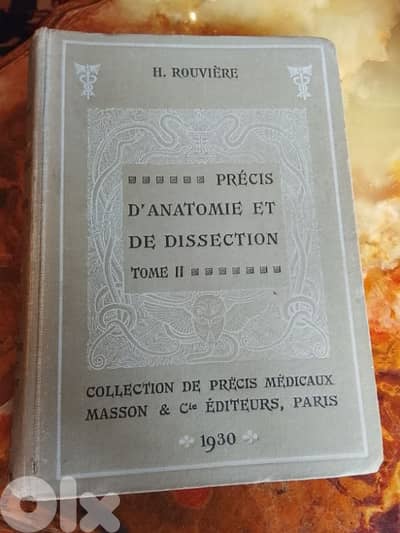 H. ROUVIÈRE
PRÉCIS
D'ANATOMIE ET
DE DISSECTION
TOME II
COLLECTION DE PRÉCIS MÉDICAUX
MASSON & Cie ÉDITEURS, PARIS
1930
OLX